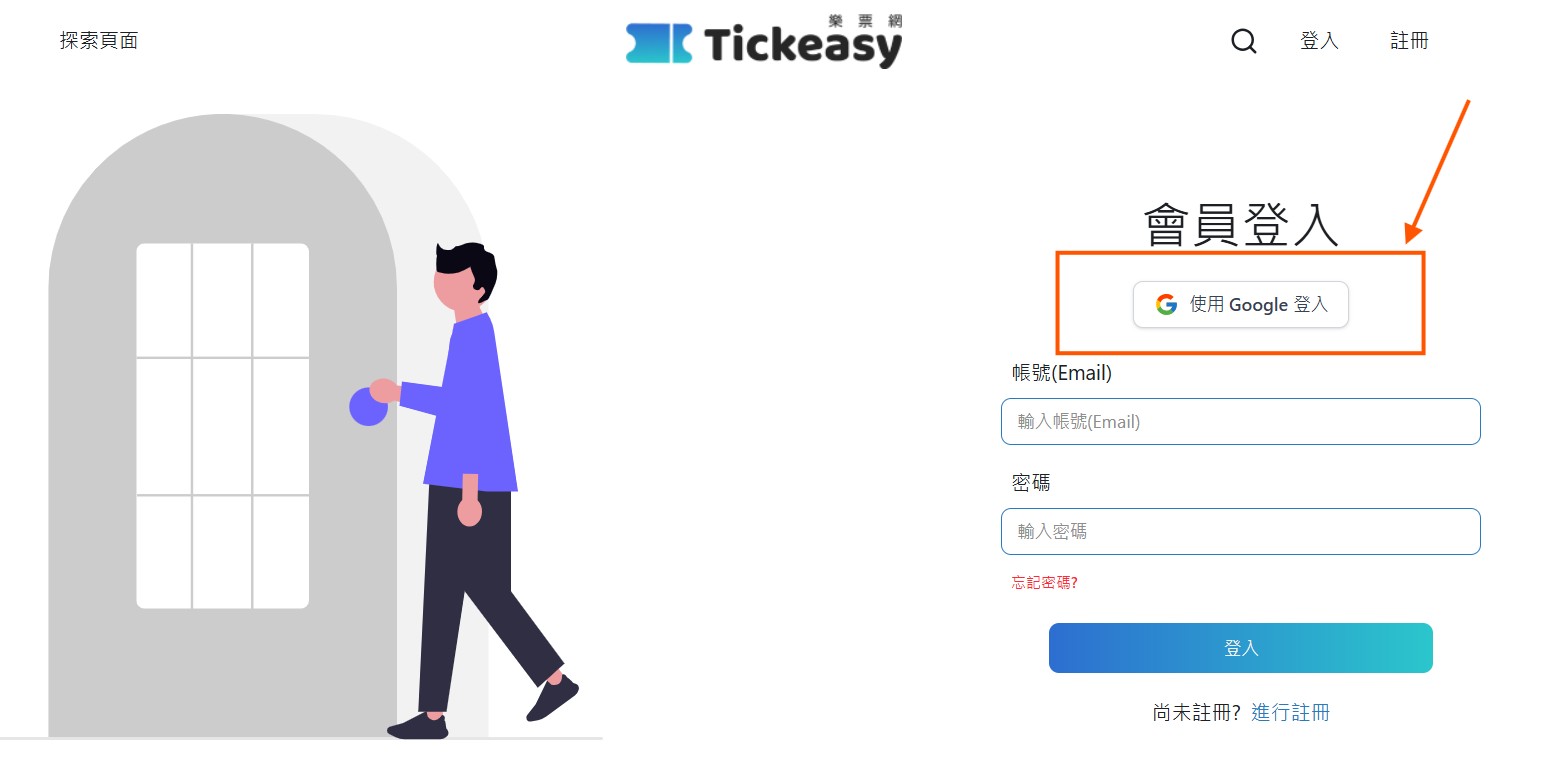 探索頁面
樂票網
Tickeasy
登入
註冊
會員登入
使用 Google 登入
帳號(Email)
輸入帳號(Email)
密碼
輸入密碼
忘記密碼?
登入
尚未註冊? 進行註冊